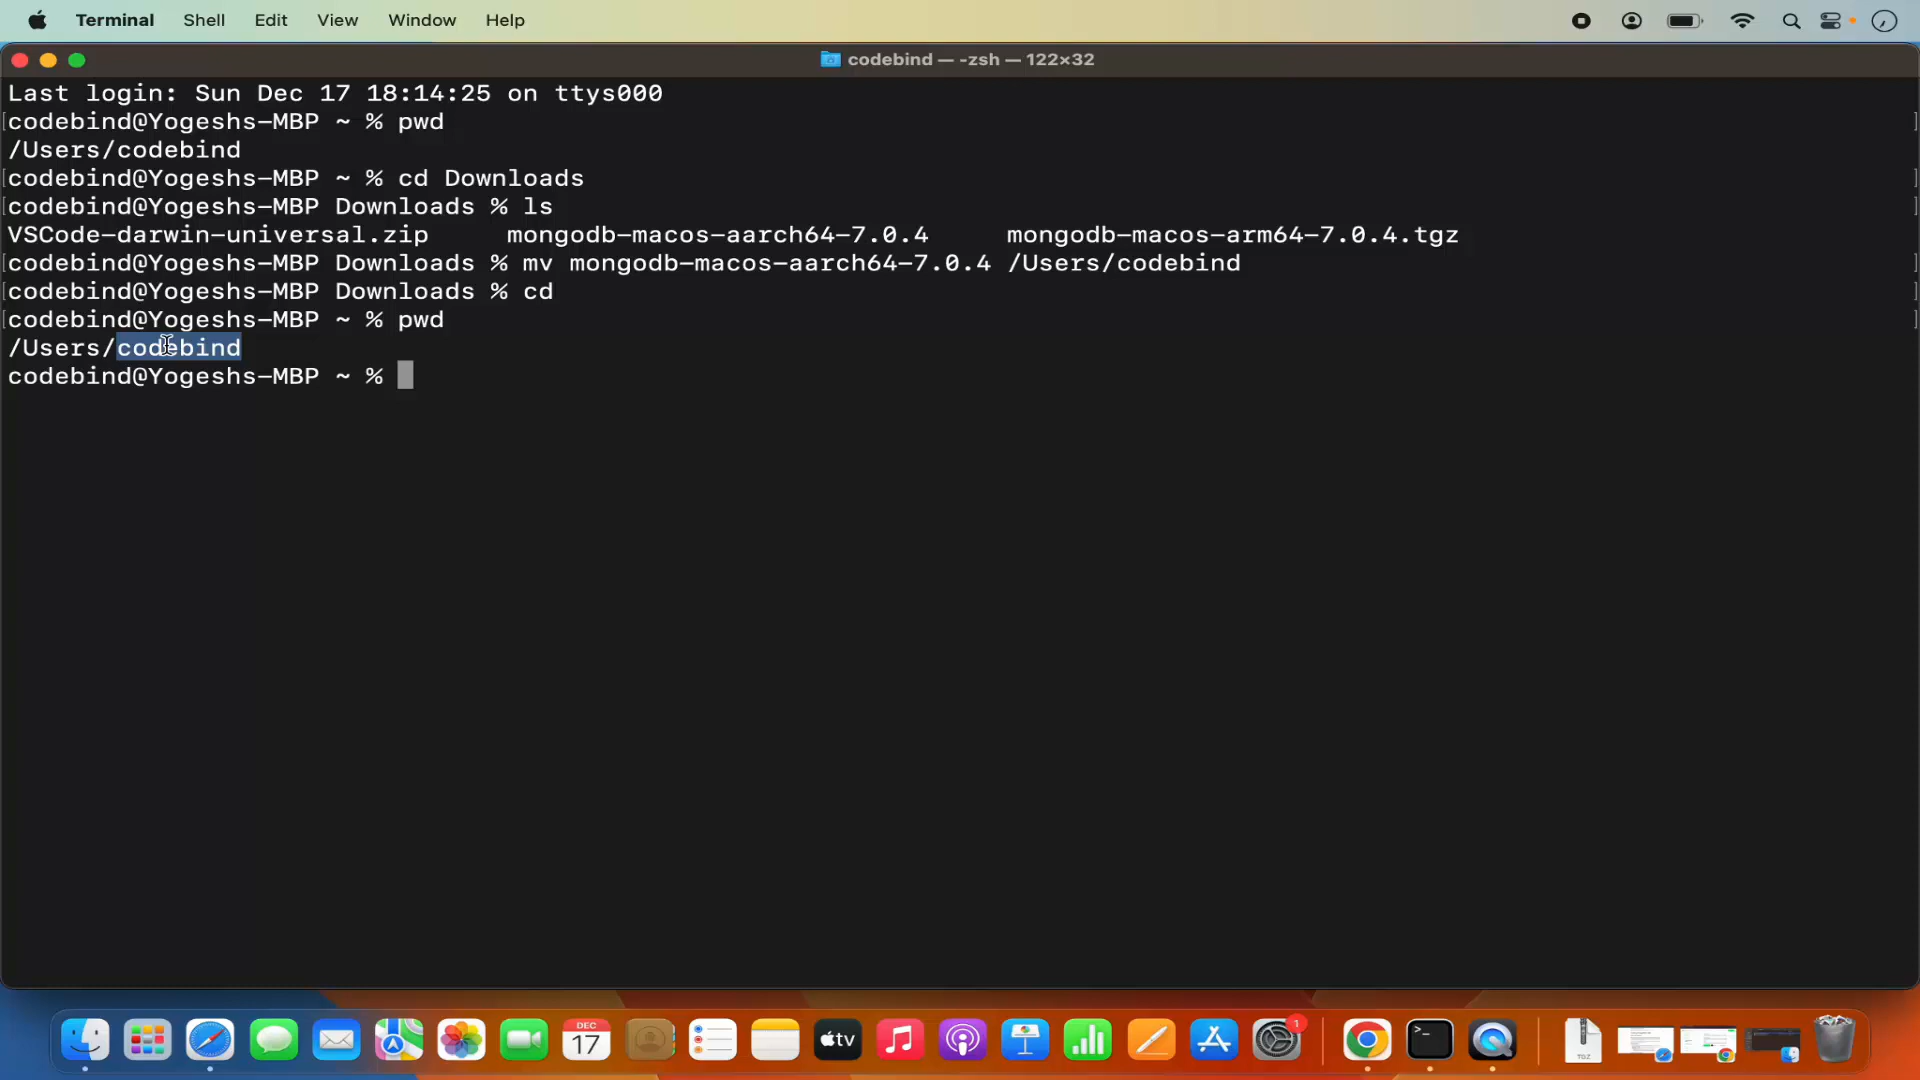 Terminal Shell Edit View Window Help
codebind — -zsh — 122×32
Last login: Sun Dec 17 18:14:25 on ttys000
[codebind@Yogeshs-MBP ~ % pwd ]
/Users/codebind
[codebind@Yogeshs-MBP ~ % cd Downloads ]
[codebind@Yogeshs-MBP Downloads % ls ]
VSCode-darwin-universal.zip mongodb-macos-aarch64-7.0.4 mongodb-macos-arm64-7.0.4.tgz
[codebind@Yogeshs-MBP Downloads % mv mongodb-macos-aarch64-7.0.4 /Users/codebind ]
[codebind@Yogeshs-MBP Downloads % cd ]
[codebind@Yogeshs-MBP ~ % pwd ]
/Users/codebind
codebind@Yogeshs-MBP ~ %
DEC
17
tv
1
>_
TGZ